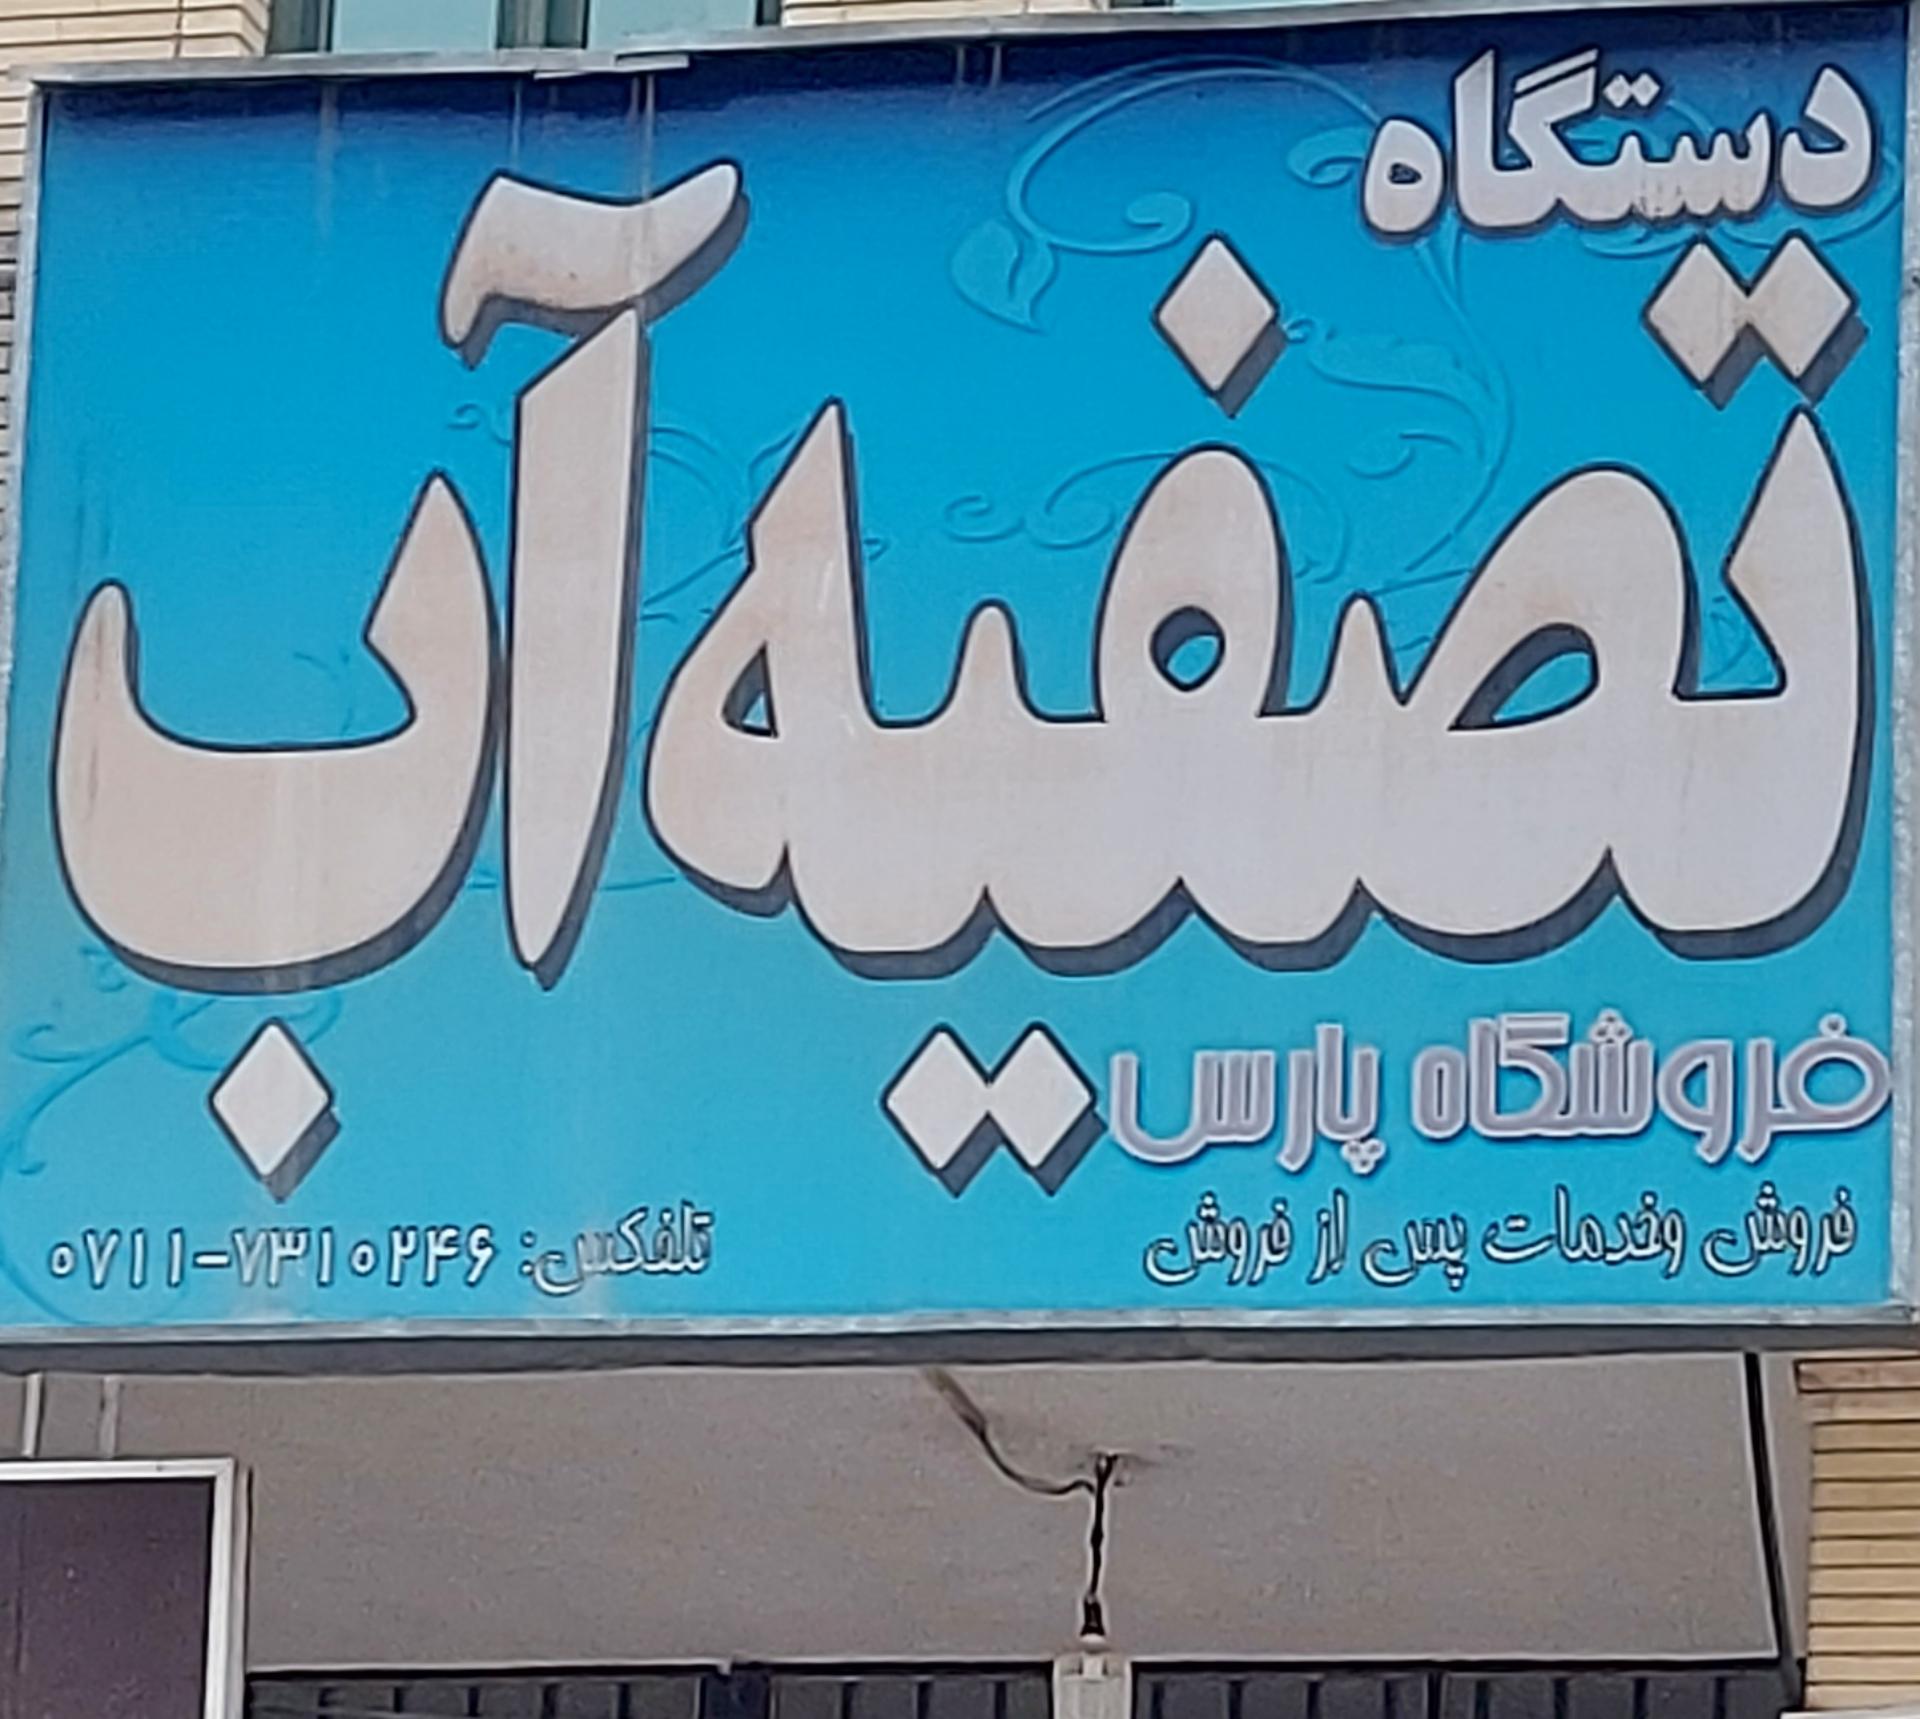 دستگاه
تصفیه آب
فروشگاه پارس
فروش وخدمات پس از فروش
تلفکس: ۰۷۱۱-۷۳۱۰۲۴۶